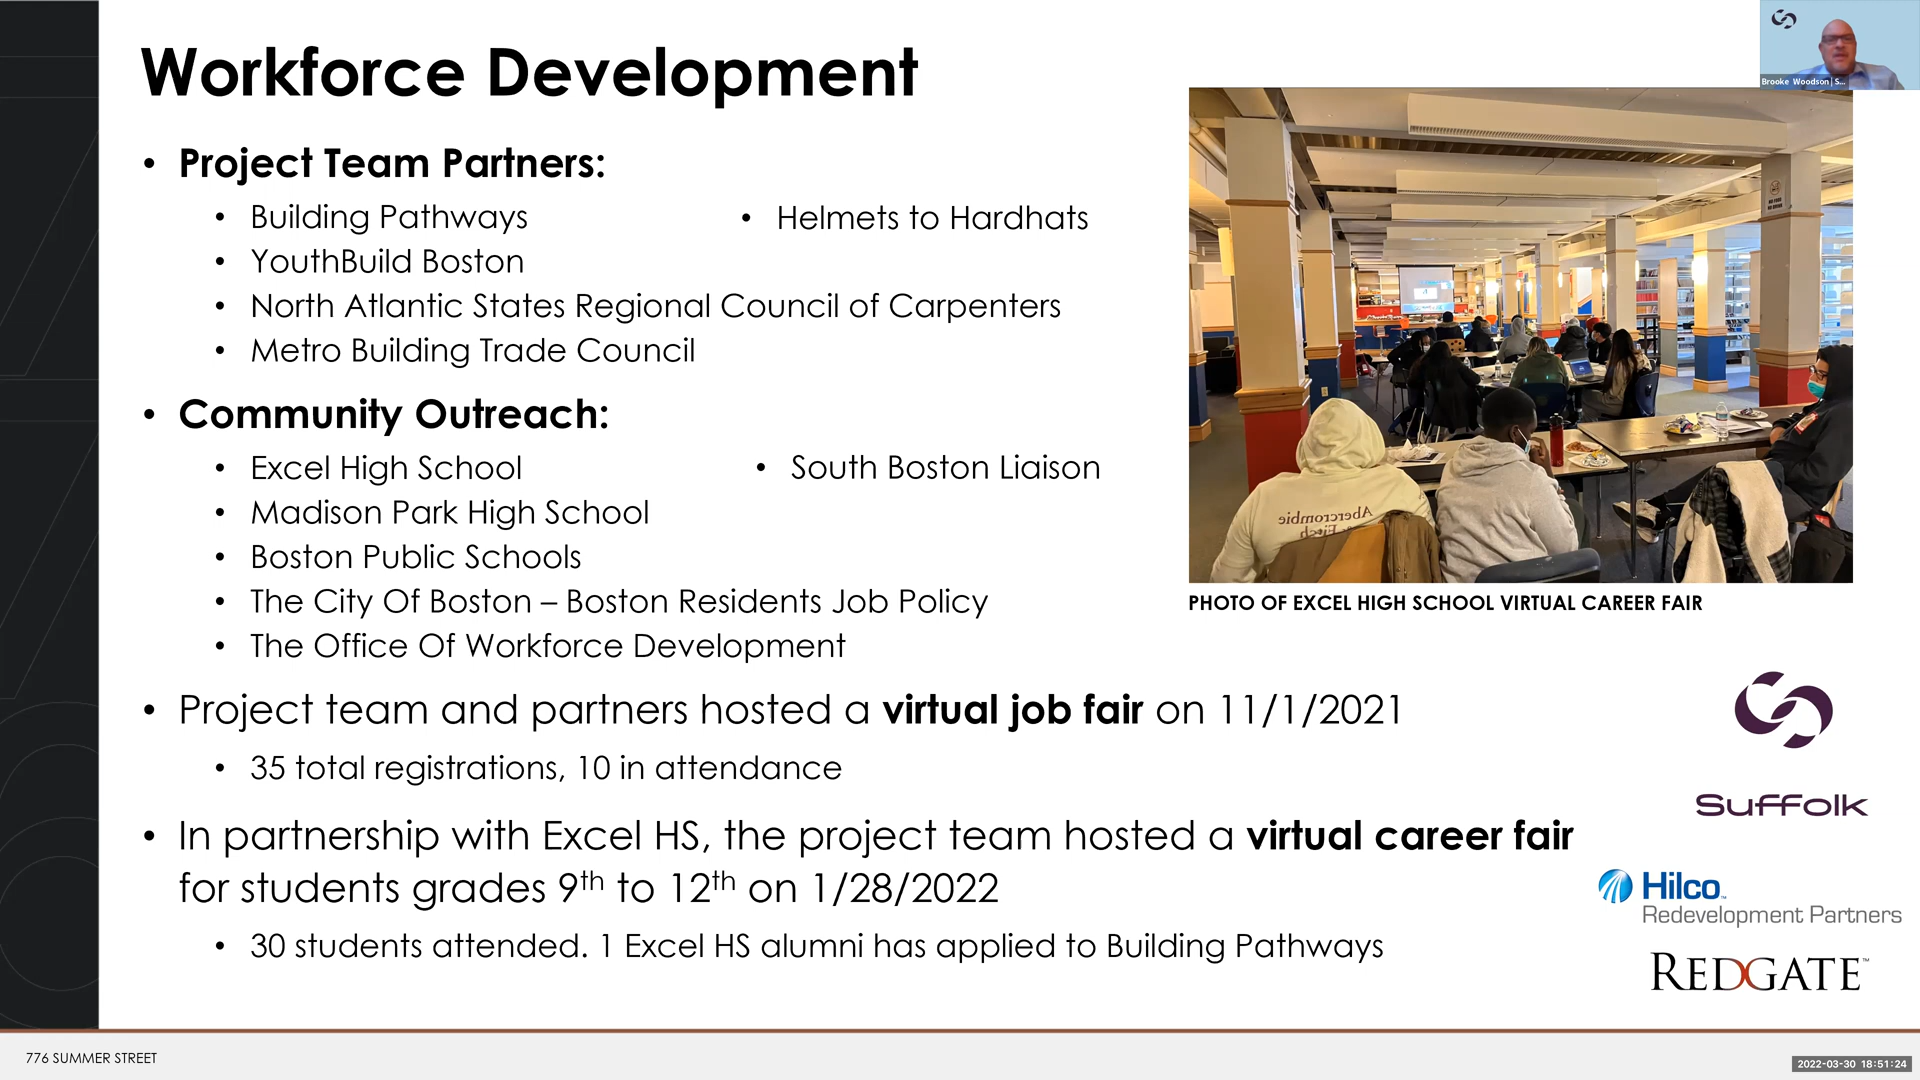 Workforce Development
• Project Team Partners:
• Building Pathways
• Helmets to Hardhats
• YouthBuild Boston
• North Atlantic States Regional Council of Carpenters
• Metro Building Trade Council
• Community Outreach:
• Excel High School
• South Boston Liaison
• Madison Park High School
• Boston Public Schools
• The City Of Boston – Boston Residents Job Policy
• The Office Of Workforce Development
• Project team and partners hosted a virtual job fair on 11/1/2021
• 35 total registrations, 10 in attendance
• In partnership with Excel HS, the project team hosted a virtual career fair
for students grades 9th to 12th on 1/28/2022
• 30 students attended. 1 Excel HS alumni has applied to Building Pathways
Brooke Woodson | S...
Abercrombie
& Fitch
PHOTO OF EXCEL HIGH SCHOOL VIRTUAL CAREER FAIR
Suffolk
Hilco™
Redevelopment Partners
REDGATE™
776 SUMMER STREET
2022-03-30 18:51:24